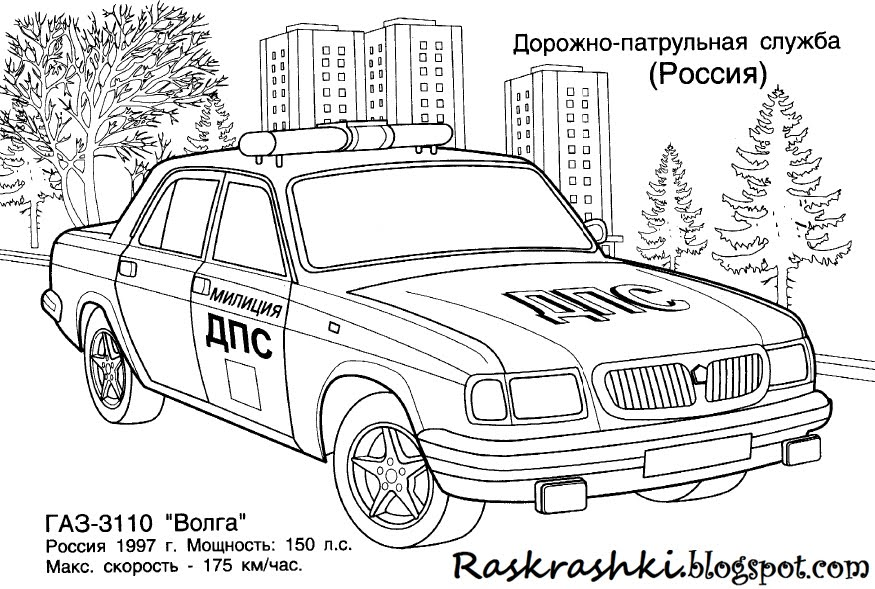 Дорожно-патрульная служба
(Россия)
ДПС
МИЛИЦИЯ
ДПС
ГАЗ-3110 "Волга"
Россия 1997 г. Мощность: 150 л.с.
Макс. скорость - 175 км/час.
Raskrashki.blogspot.com